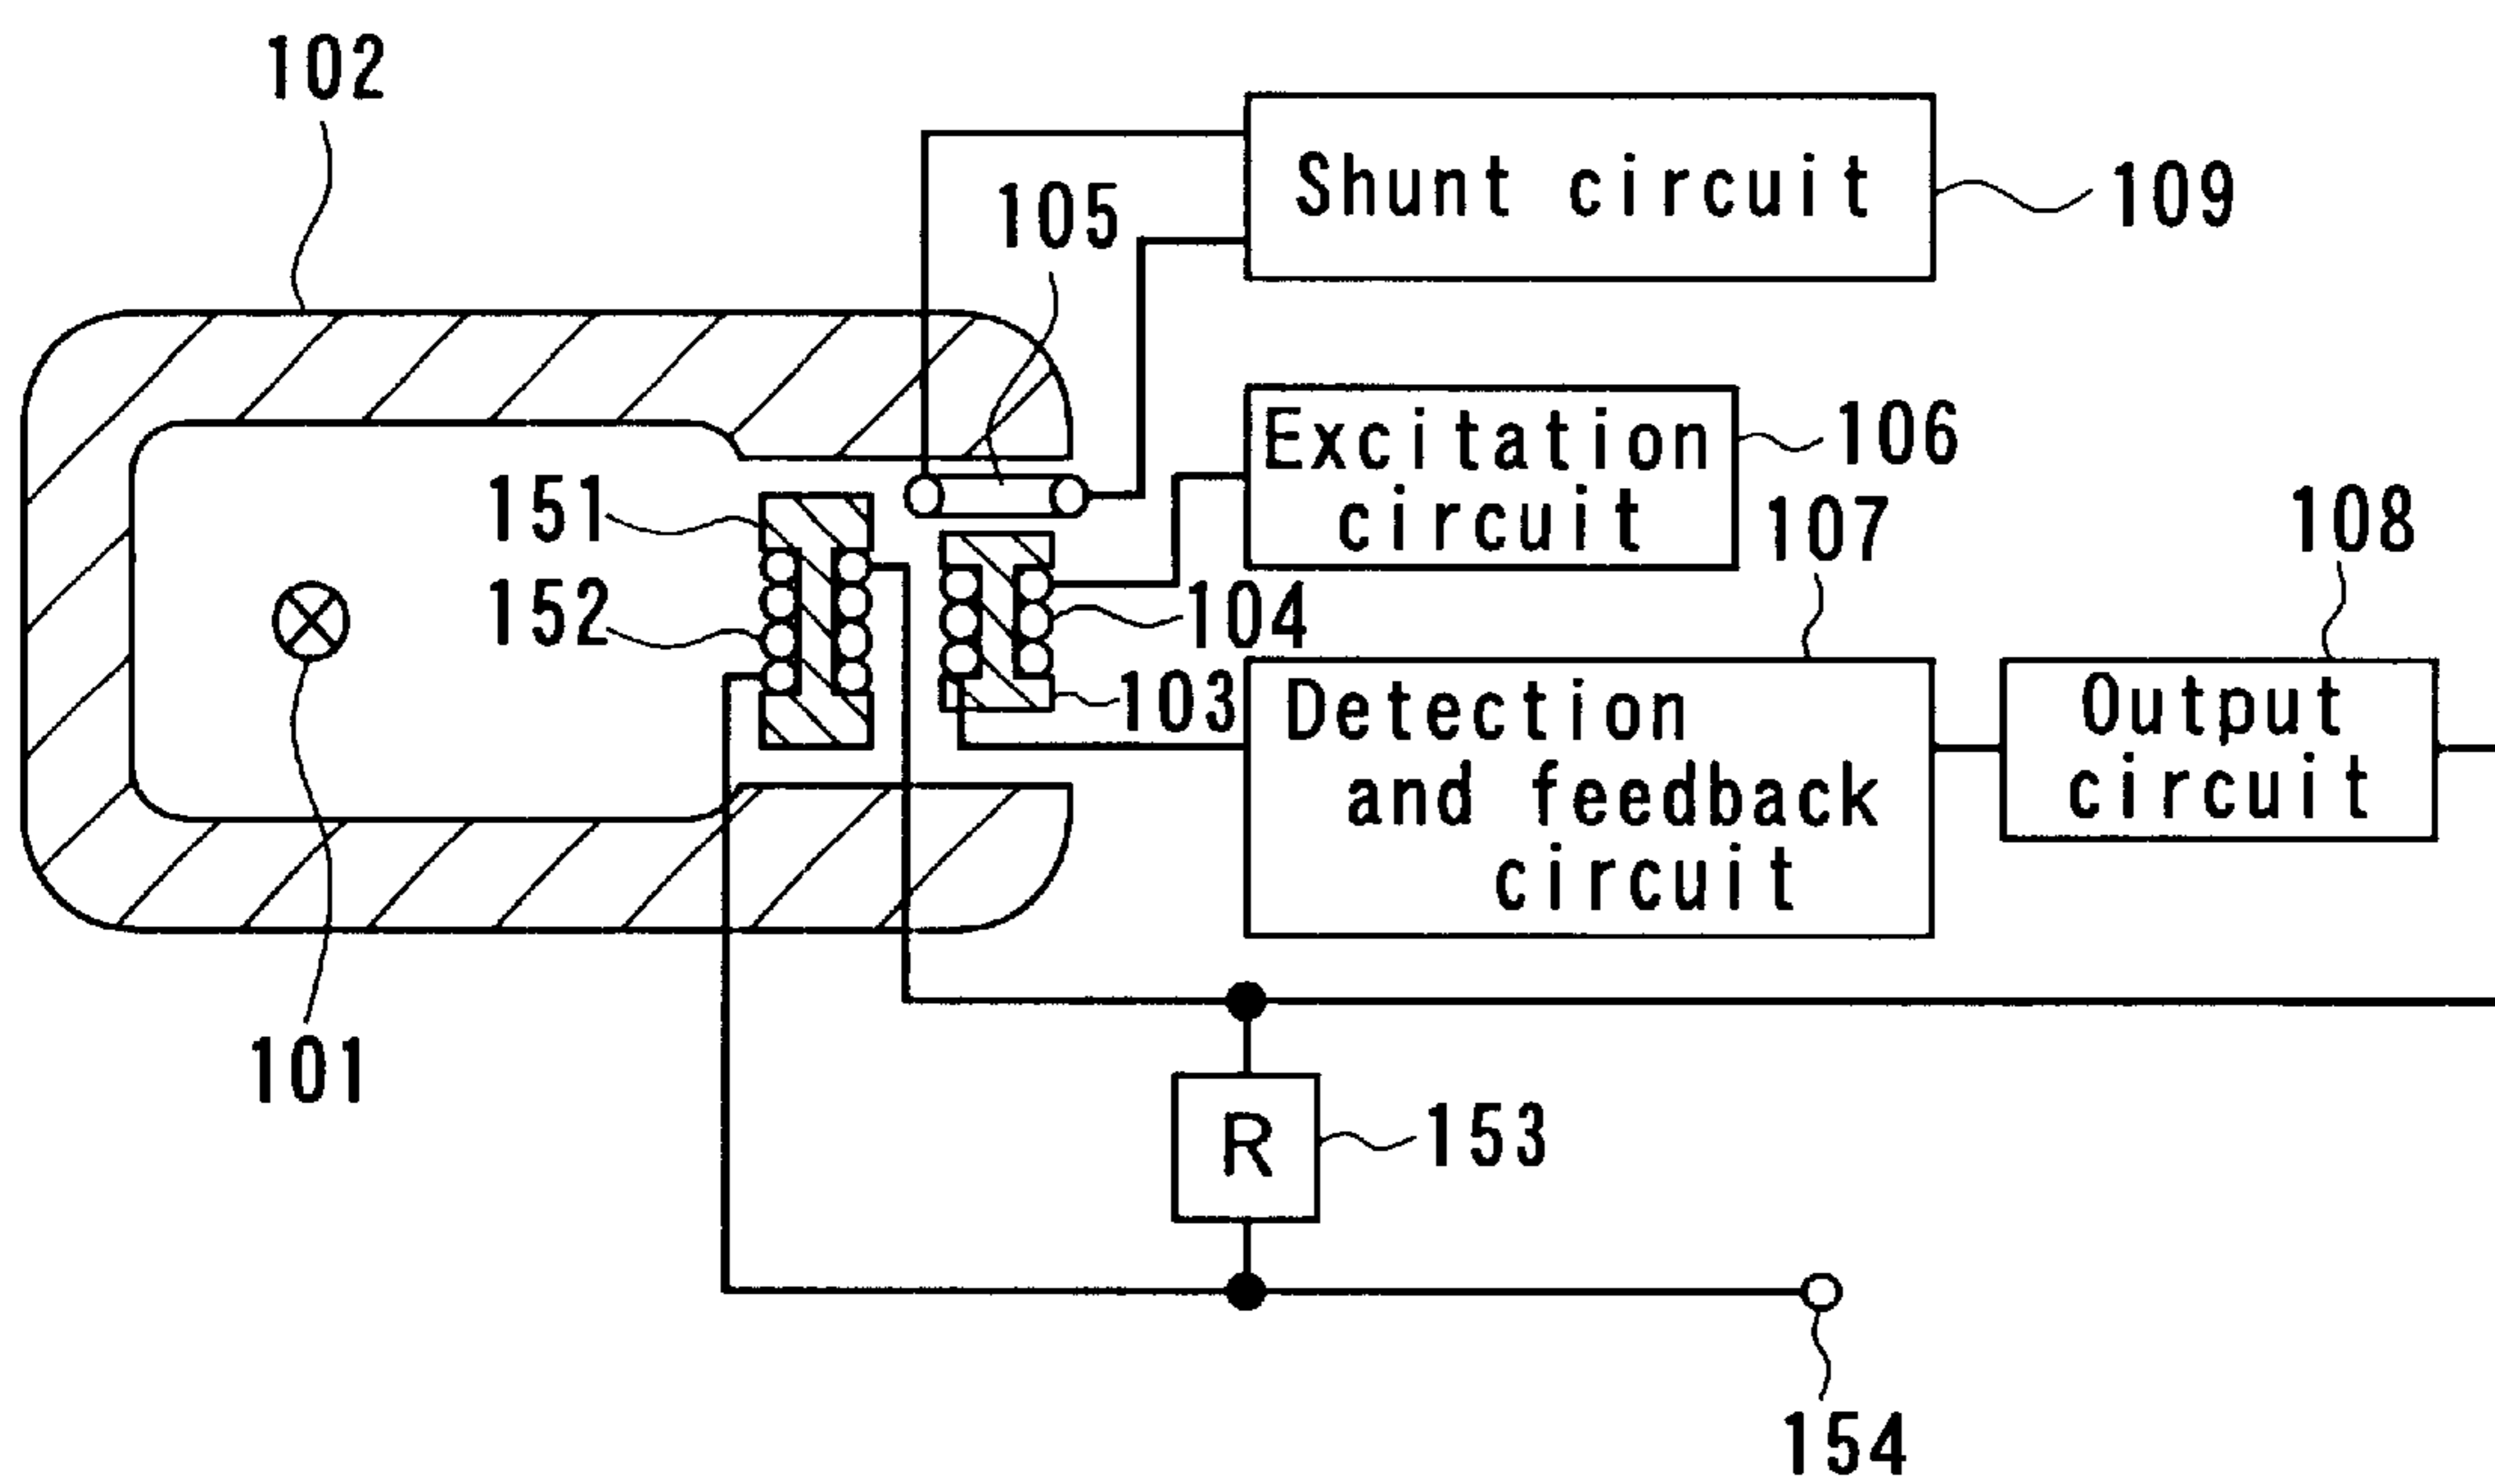 102
Shunt circuit
109
105
Excitation
circuit
106
151
107
108
152
104
103
Detection
and feedback
circuit
Output
circuit
101
R
153
154